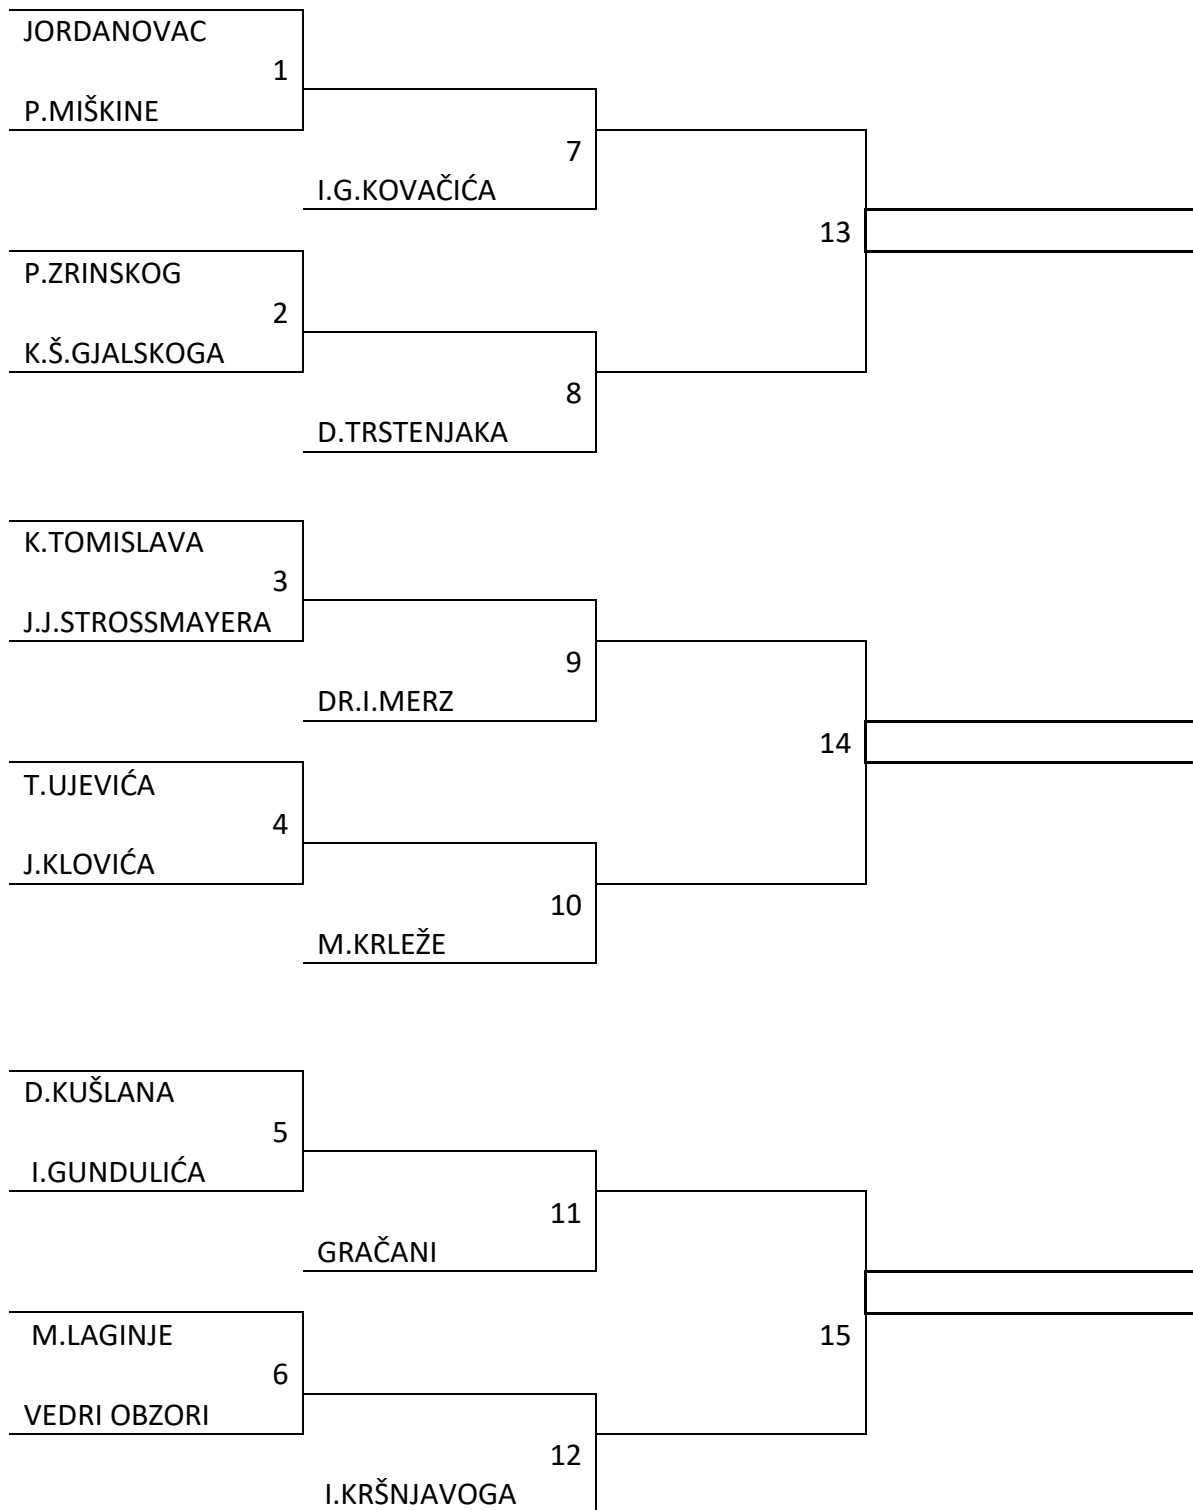 JORDANOVAC
1
P.MIŠKINE
7
I.G.KOVAČIĆA
13
P.ZRINSKOG
2
K.Š.GJALSKOGA
8
D.TRSTENJAKA
K.TOMISLAVA
3
J.J.STROSSMAYERA
9
DR.I.MERZ
14
T.UJEVIĆA
4
J.KLOVIĆA
10
M.KRLEŽE
D.KUŠLANA
5
I.GUNDULIĆA
11
GRAČANI
M.LAGINJE
15
6
VEDRI OBZORI
12
I.KRŠNJAVOGA